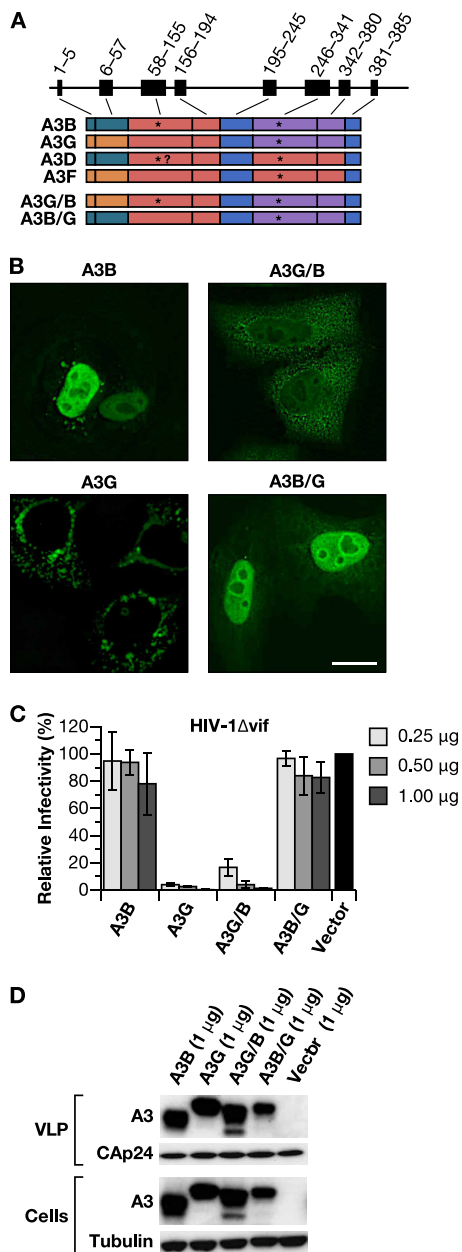 A
1–5
6–57
58–155
156–194
195–245
246–341
342–380
381–385
A3B * *
A3G *
A3D *? *
A3F *
A3G/B * *
A3B/G *
B
A3B
A3G/B
A3G
A3B/G
C
HIV-1Δvif
Relative Infectivity (%)
120
100
80
60
40
20
0
A3B
A3G
A3G/B
A3B/G
Vector
0.25 µg
0.50 µg
1.00 µg
D
A3B (1 µg)
A3G (1 µg)
A3G/B (1 µg)
A3B/G (1 µg)
Vector (1 µg)
VLP
A3
CAp24
Cells
A3
Tubulin